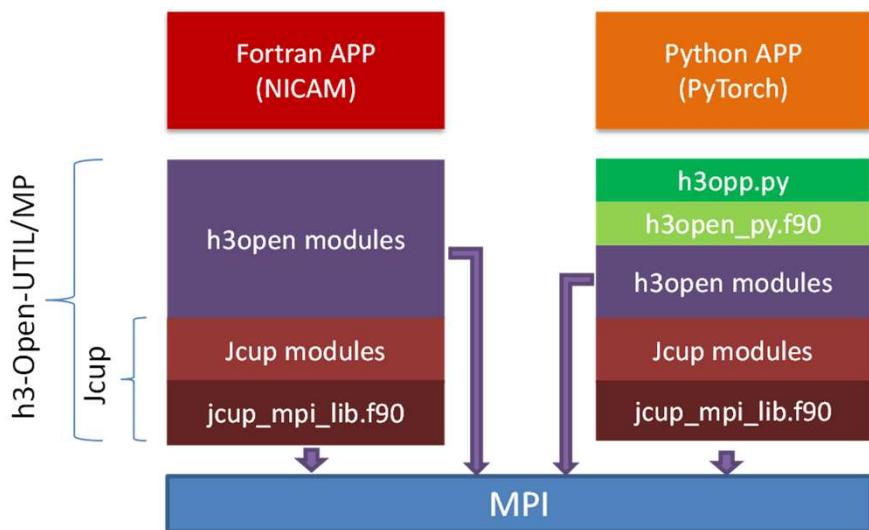 Fortran APP
(NICAM)
Python APP
(PyTorch)
h3-Open-UTIL/MP
Jcup
h3open modules
Jcup modules
jcup_mpi_lib.f90
h3opp.py
h3open_py.f90
h3open modules
Jcup modules
jcup_mpi_lib.f90
MPI